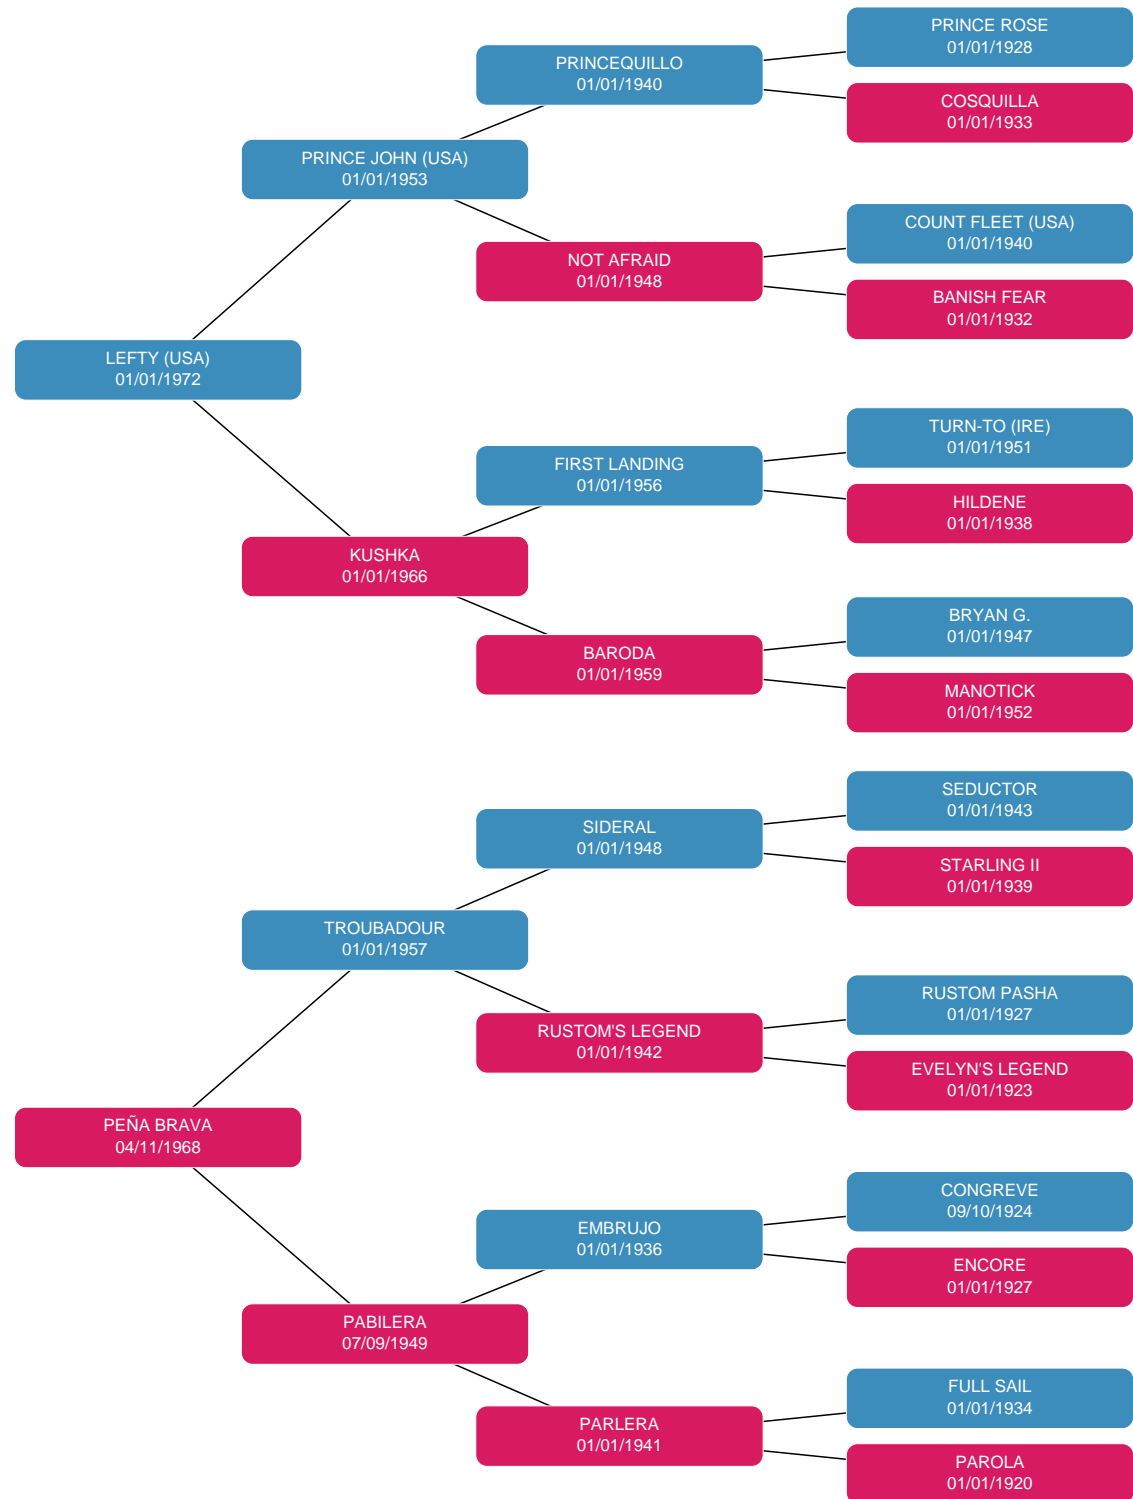 PRINCE ROSE
01/01/1928
PRINCEQUILLO
01/01/1940
COSQUILLA
01/01/1933
PRINCE JOHN (USA)
01/01/1953
COUNT FLEET (USA)
01/01/1940
NOT AFRAID
01/01/1948
BANISH FEAR
01/01/1932
LEFTY (USA)
01/01/1972
TURN-TO (IRE)
01/01/1951
FIRST LANDING
01/01/1956
HILDENE
01/01/1938
KUSHKA
01/01/1966
BRYAN G.
01/01/1947
BARODA
01/01/1959
MANOTICK
01/01/1952
SEDUCTOR
01/01/1943
SIDERAL
01/01/1948
STARLING II
01/01/1939
TROUBADOUR
01/01/1957
RUSTOM PASHA
01/01/1927
RUSTOM'S LEGEND
01/01/1942
EVELYN'S LEGEND
01/01/1923
PEÑA BRAVA
04/11/1968
CONGREVE
09/10/1924
EMBRUJO
01/01/1936
ENCORE
01/01/1927
PABILERA
07/09/1949
FULL SAIL
01/01/1934
PARLERA
01/01/1941
PAROLA
01/01/1920